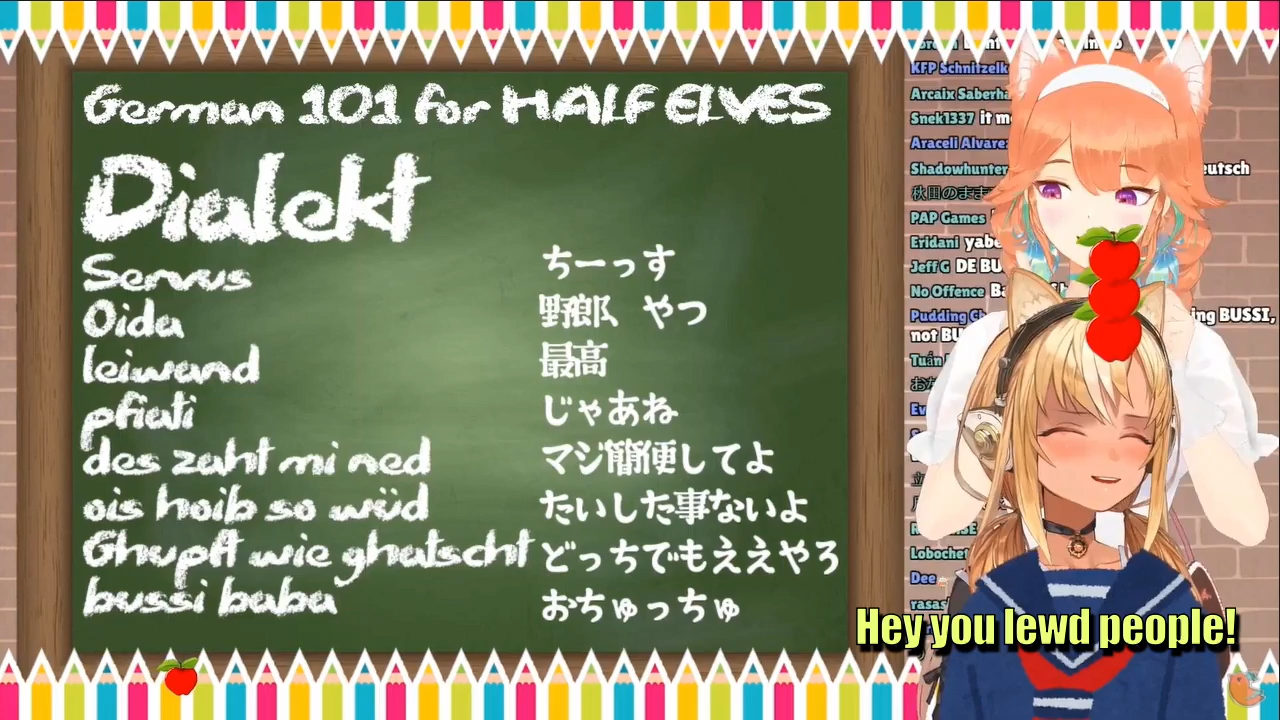 German 101 for HALF ELVES
Dialekt
Servus ちーっす
Oida 野郎、やつ
leiwand 最高
pfiati じゃあね
des zaht mi ned マジ簡便してよ
ois hoib so wüd たいした事ないよ
Ghupft wie ghatscht どっちでもええやろ
bussi baba おちゅっちゅ
KFP Schnitzelk
Arcaix Saberha
Snek1337 it m
Araceli Alvare
Shadowhunter eutsch
秋田のまま
PAP Games
Eridani yabe
Jeff G DE BU
No Offence Ba
Pudding Ch ng BUSSI,
not BU
Tuấn
Lobochet
Dee
rasas
Hey you lewd people!